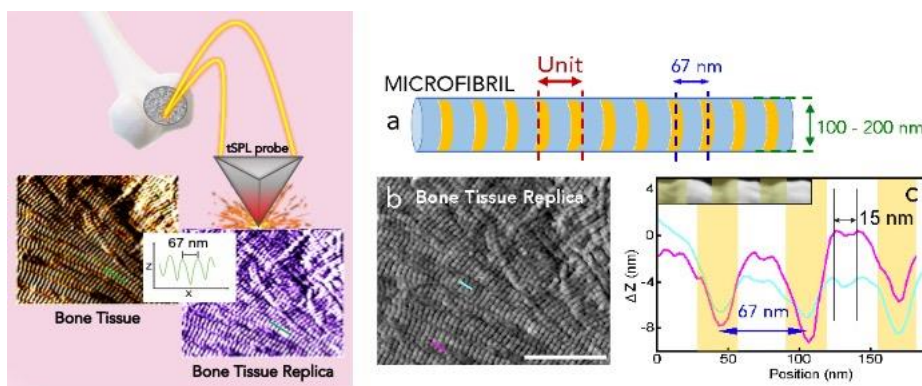 tSPL probe
67 nm
Z
X
Bone Tissue
Bone Tissue Replica
Unit
67 nm
MICROFIBRIL
a
100 - 200 nm
b
Bone Tissue Replica
c
4
0
-4
-8
Δ Z (nm)
15 nm
67 nm
0
50
100
150
Position (nm)